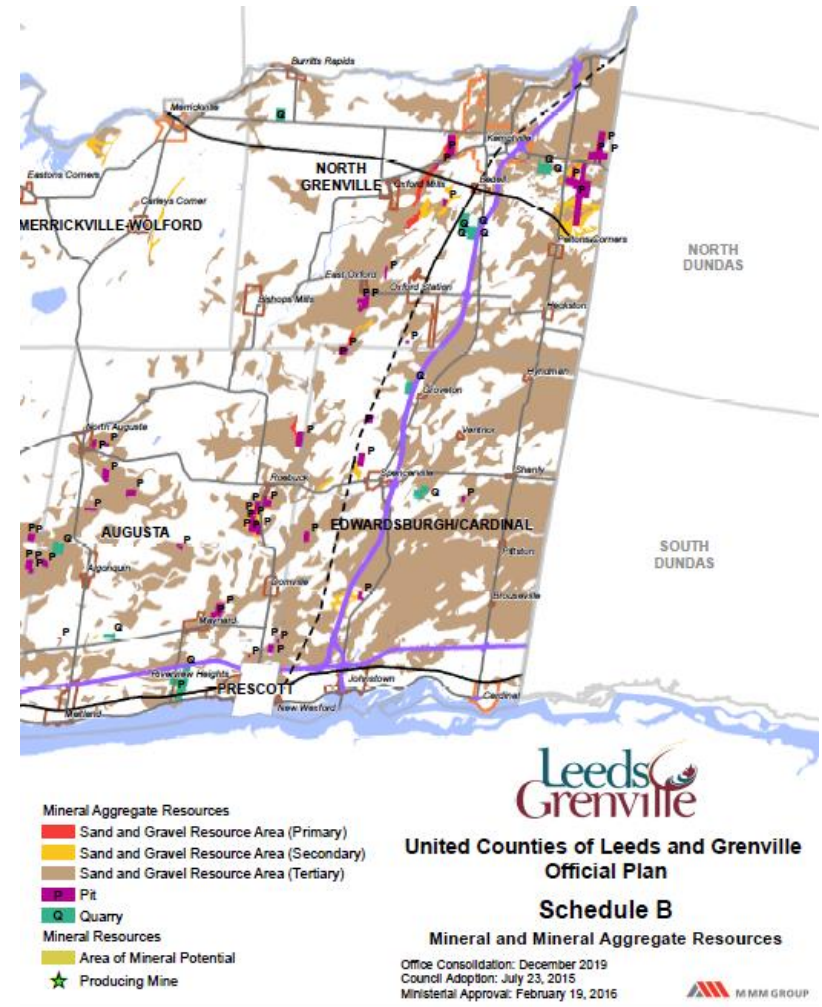 Burritts Rapids
Merrickville
Q
Kemptville
Eastons Corners
NORTH
GRENVILLE
Oxford Mills
Bedell
Carleys Corner
MERRICKVILLE-WOLFORD
Peltons Corners
NORTH
DUNDAS
East Oxford
Oxford Station
Bishops Mills
P P
Heckston
Hyndman
Groveton
North Augusta
Ventnor
Roebuck
Spencerville
Shanly
AUGUSTA
EDWARDSBURGH/CARDINAL
Pittston
SOUTH
DUNDAS
Algonquin
Domville
Brouseville
Maynard
Riverview Heights
PRESCOTT
Johnstown
Maitland
New Wexford
Cardinal
Leeds
Grenville
Mineral Aggregate Resources
Sand and Gravel Resource Area (Primary)
Sand and Gravel Resource Area (Secondary)
Sand and Gravel Resource Area (Tertiary)
P Pit
Q Quarry
Mineral Resources
Area of Mineral Potential
Producing Mine
United Counties of Leeds and Grenville
Official Plan
Schedule B
Mineral and Mineral Aggregate Resources
Office Consolidation: December 2019
Council Adoption: July 23, 2015
Ministerial Approval: February 19, 2016
MMM GROUP